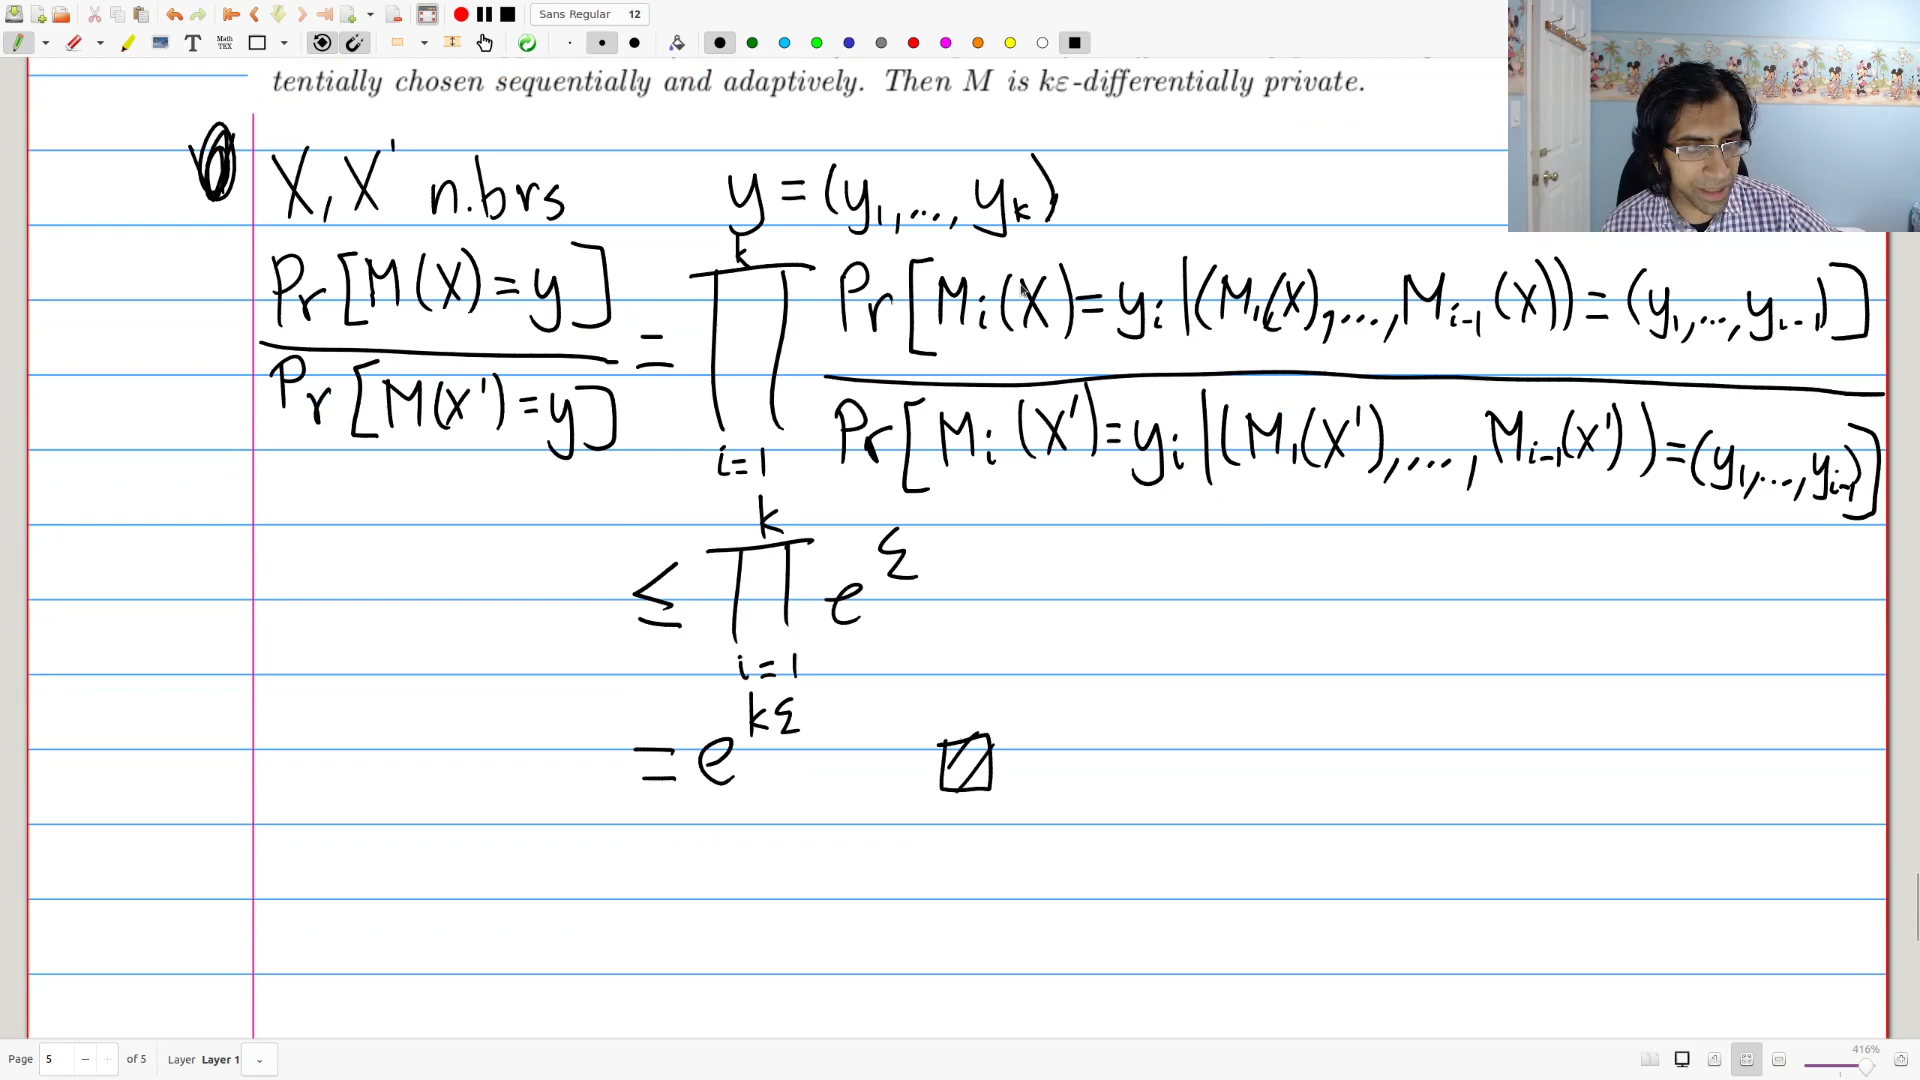 Sans Regular 12
Math TEX
tentially chosen sequentially and adaptively. Then M is kε-differentially private.
X, X' n.brs y = (y₁, ..., yₖ)
Pr[M(X) = y] / Pr[M(X') = y] = ∏_{i=1}^{k} Pr[Mᵢ(X) = yᵢ | (M₁(X), ..., Mᵢ₋₁(X)) = (y₁, ..., yᵢ₋₁)] / Pr[Mᵢ(X') = yᵢ | (M₁(X'), ..., Mᵢ₋₁(X')) = (y₁, ..., yᵢ₋₁)]
≤ ∏_{i=1}^{k} e^ε
= e^{kε}
Page 5 of 5 Layer Layer 1 416%